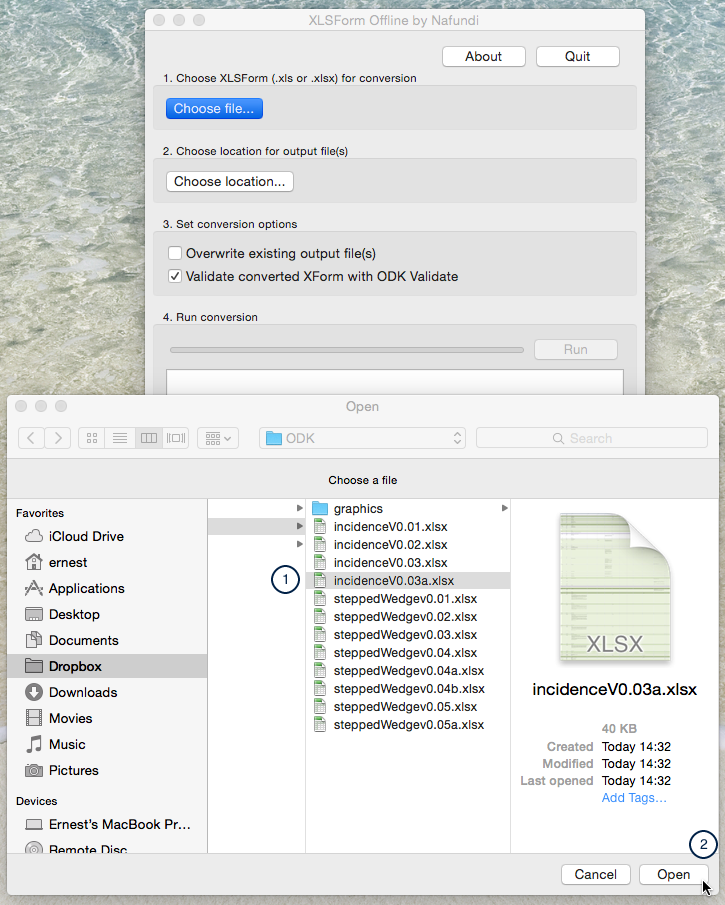 XLSForm Offline by Nafundi
About Quit
1. Choose XLSForm (.xls or .xlsx) for conversion
Choose file...
2. Choose location for output file(s)
Choose location...
3. Set conversion options
Overwrite existing output file(s)
Validate converted XForm with ODK Validate
4. Run conversion
Run
Open
ODK
Search
Choose a file
Favorites
iCloud Drive
ernest
Applications
Desktop
Documents
Dropbox
Downloads
Movies
Music
Pictures
Devices
Ernest's MacBook Pr...
Remote Disc
1
graphics
incidenceV0.01.xlsx
incidenceV0.02.xlsx
incidenceV0.03.xlsx
incidenceV0.03a.xlsx
steppedWedgev0.01.xlsx
steppedWedgev0.02.xlsx
steppedWedgev0.03.xlsx
steppedWedgev0.04.xlsx
steppedWedgev0.04a.xlsx
steppedWedgev0.04b.xlsx
steppedWedgev0.05.xlsx
steppedWedgev0.05a.xlsx
XLSX
incidenceV0.03a.xlsx
40 KB
Created Today 14:32
Modified Today 14:32
Last opened Today 14:32
Add Tags...
2
Cancel Open